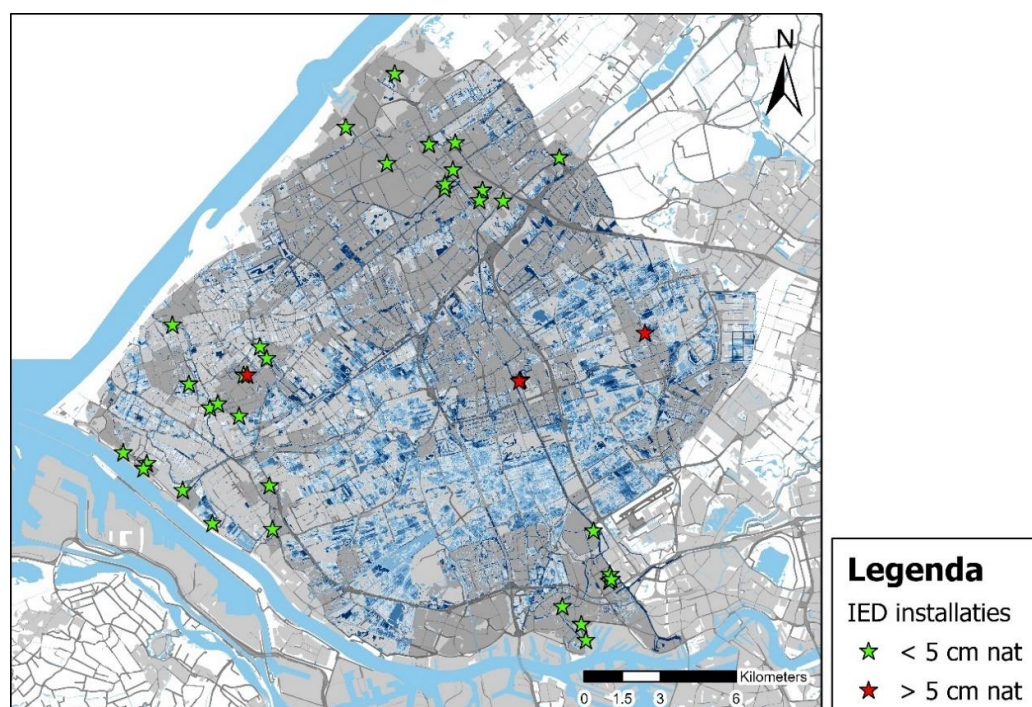 N
Kilometers
0 1.5 3 6
Legenda
IED installaties
< 5 cm nat
> 5 cm nat